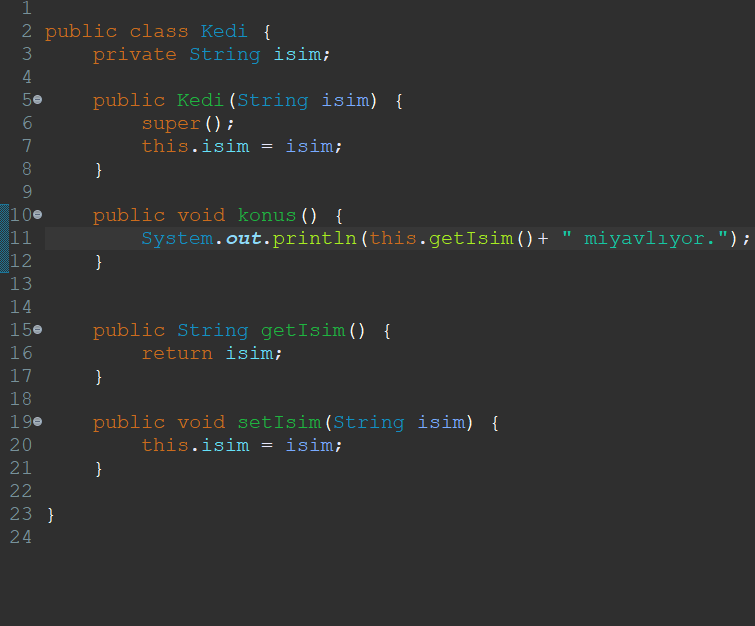 1
2 public class Kedi {
3     private String isim;
4
5     public Kedi(String isim) {
6         super();
7         this.isim = isim;
8     }
9
10     public void konus() {
11         System.out.println(this.getIsim()+ " miyavlıyor.");
12     }
13
14
15     public String getIsim() {
16         return isim;
17     }
18
19     public void setIsim(String isim) {
20         this.isim = isim;
21     }
22
23 }
24